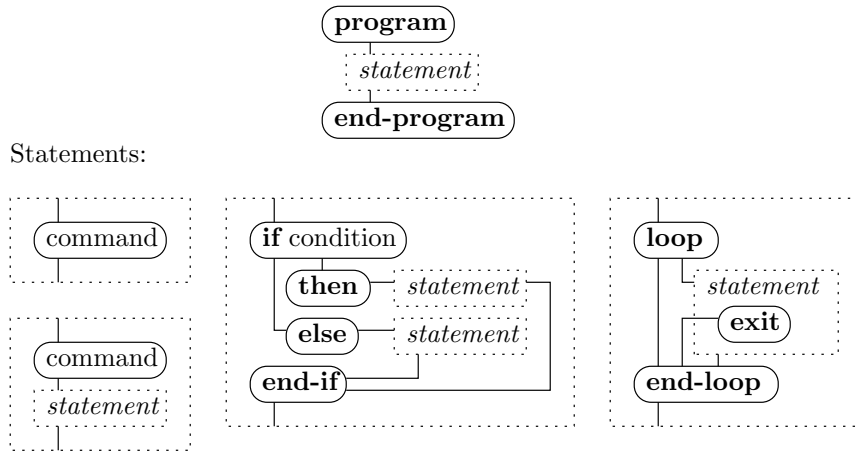 program
statement
end-program
Statements:
command
if condition
loop
then
statement
statement
exit
else
statement
command
end-if
end-loop
statement